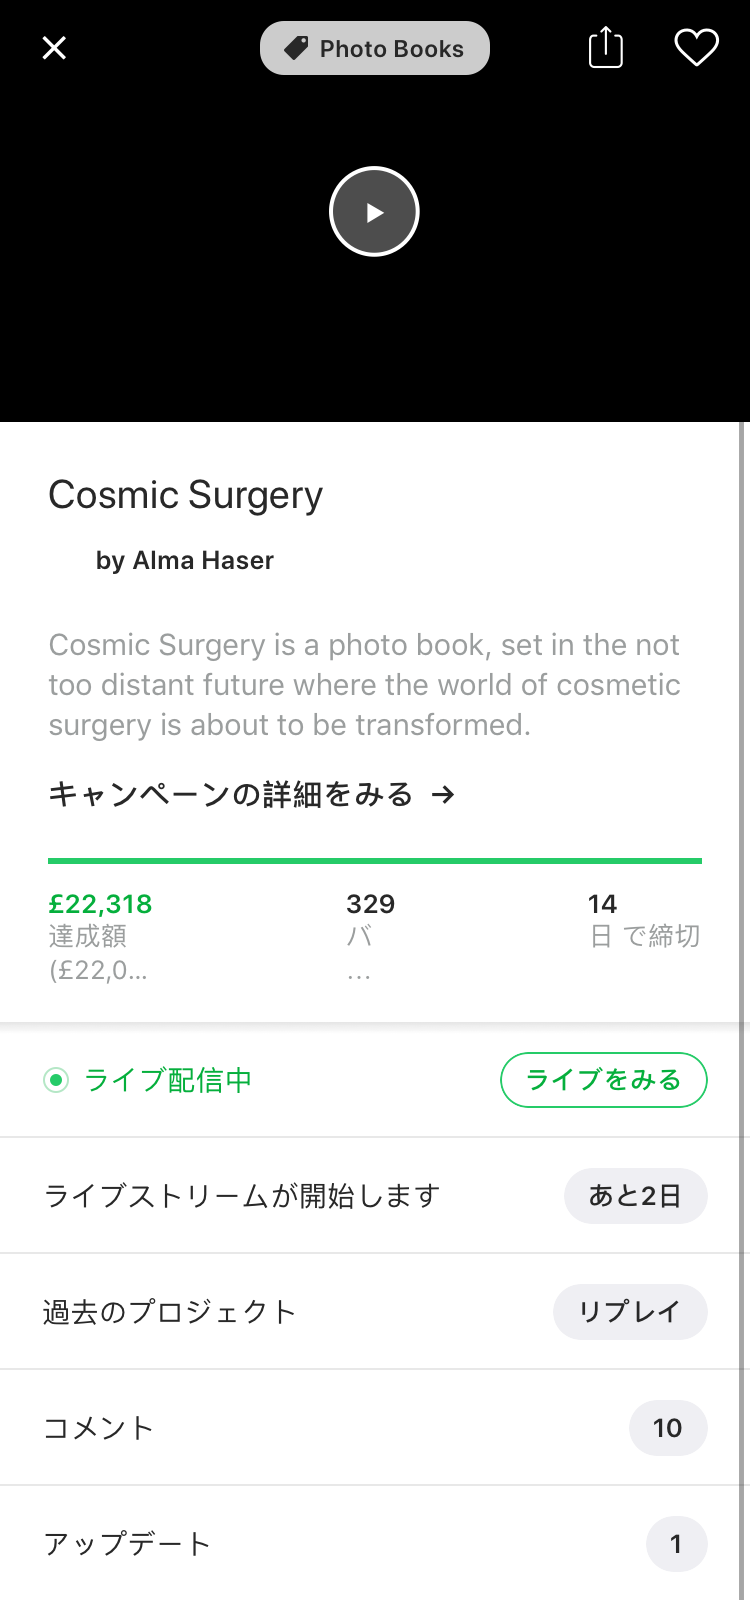 Photo Books
Cosmic Surgery
by Alma Haser
Cosmic Surgery is a photo book, set in the not
too distant future where the world of cosmetic
surgery is about to be transformed.
キャンペーンの詳細をみる →
£22,318
達成額
(£22,0...
329
バ
...
14
日 で締切
ライブ配信中
ライブをみる
ライブストリームが開始します
あと2日
過去のプロジェクト
リプレイ
コメント
10
アップデート
1